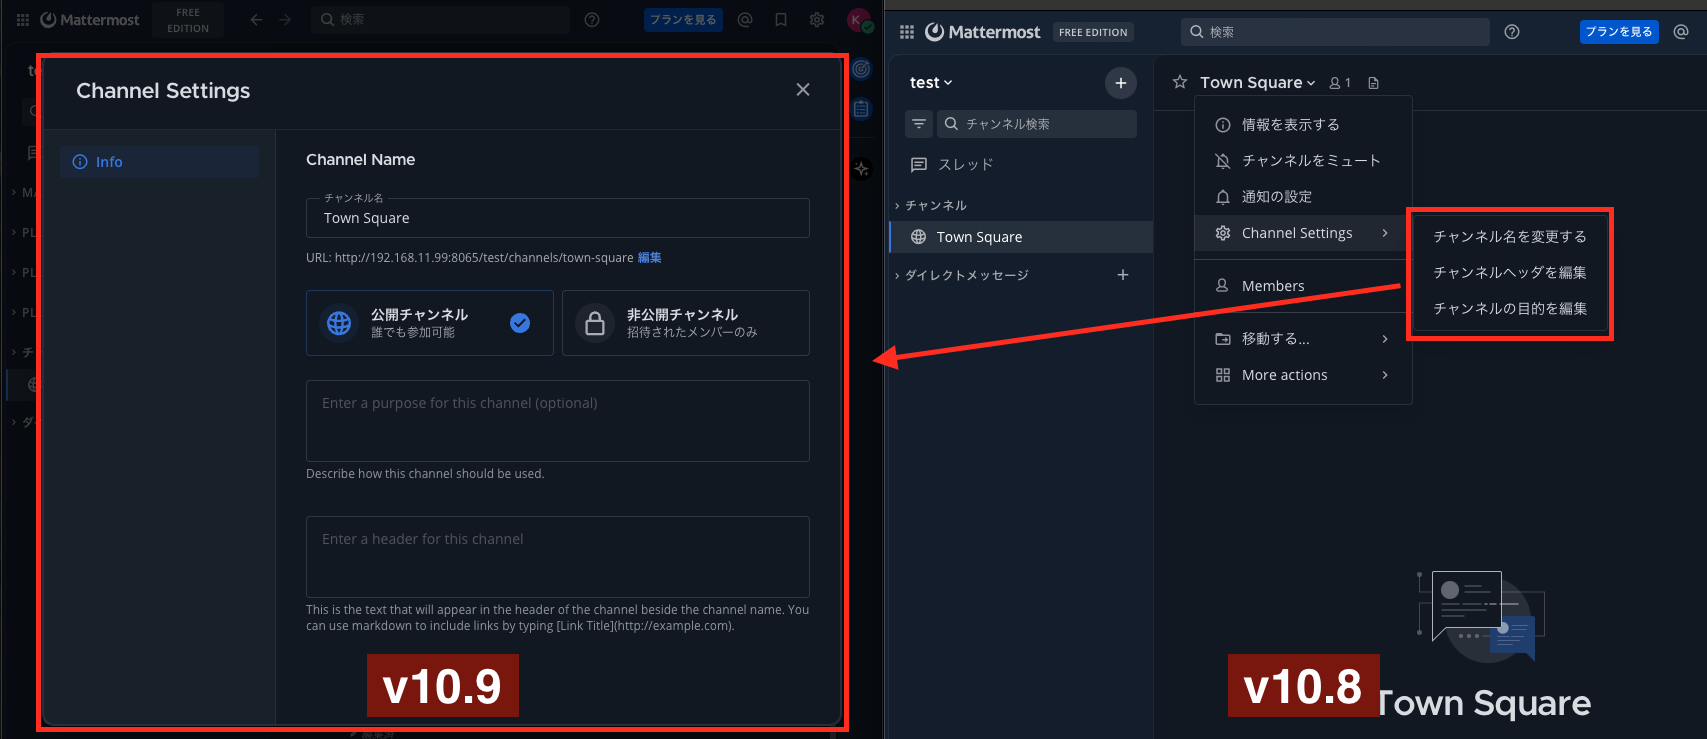 Mattermost
FREE
EDITION
検索
プランを見る
K
Channel Settings
Info
Channel Name
チャンネル名
Town Square
URL: http://192.168.11.99:8065/test/channels/town-square 編集
公開チャンネル
誰でも参加可能
非公開チャンネル
招待されたメンバーのみ
Enter a purpose for this channel (optional)
Describe how this channel should be used.
Enter a header for this channel
This is the text that will appear in the header of the channel beside the channel name. You
can use markdown to include links by typing [Link Title](http://example.com).
v10.9
Mattermost
FREE EDITION
検索
プランを見る
test
チャンネル検索
スレッド
チャンネル
Town Square
ダイレクトメッセージ
Town Square
1
情報を表示する
チャンネルをミュート
通知の設定
Channel Settings
Members
移動する...
More actions
チャンネル名を変更する
チャンネルヘッダを編集
チャンネルの目的を編集
v10.8
Town Square